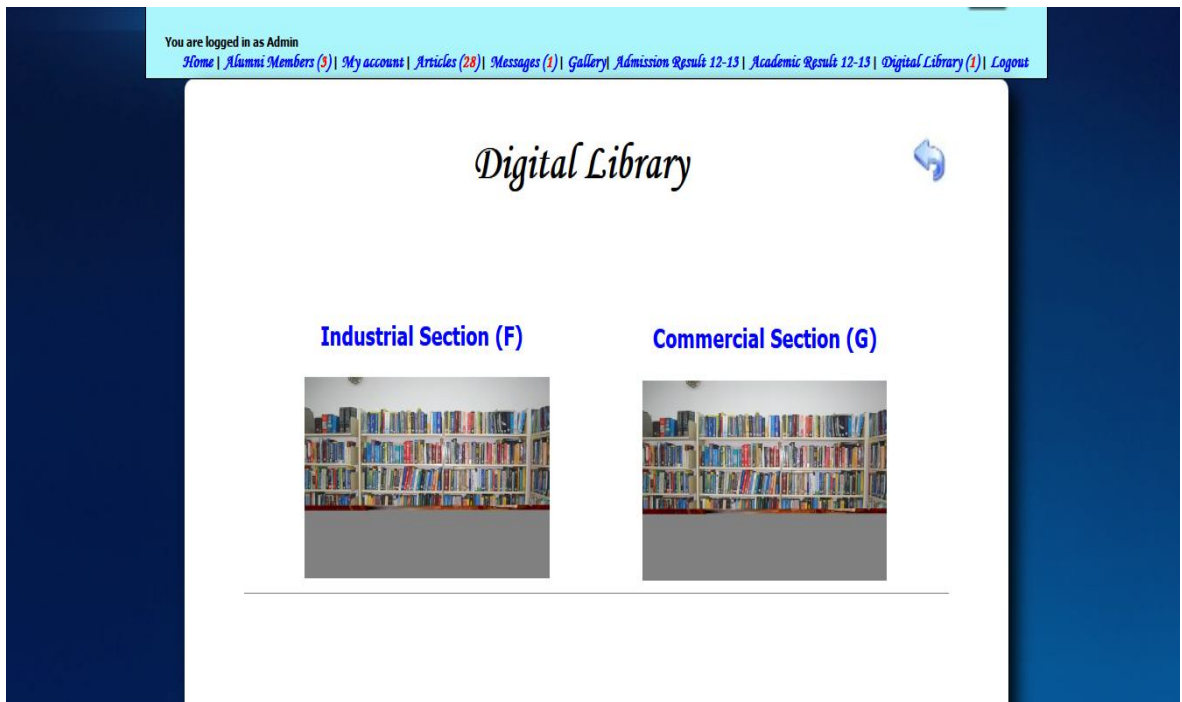 You are logged in as Admin
Home | Alumni Members (3) | My account | Articles (28) | Messages (1) | Gallery| Admission Result 12-13 | Academic Result 12-13 | Digital Library (1) | Logout
Digital Library
Industrial Section (F)
Commercial Section (G)